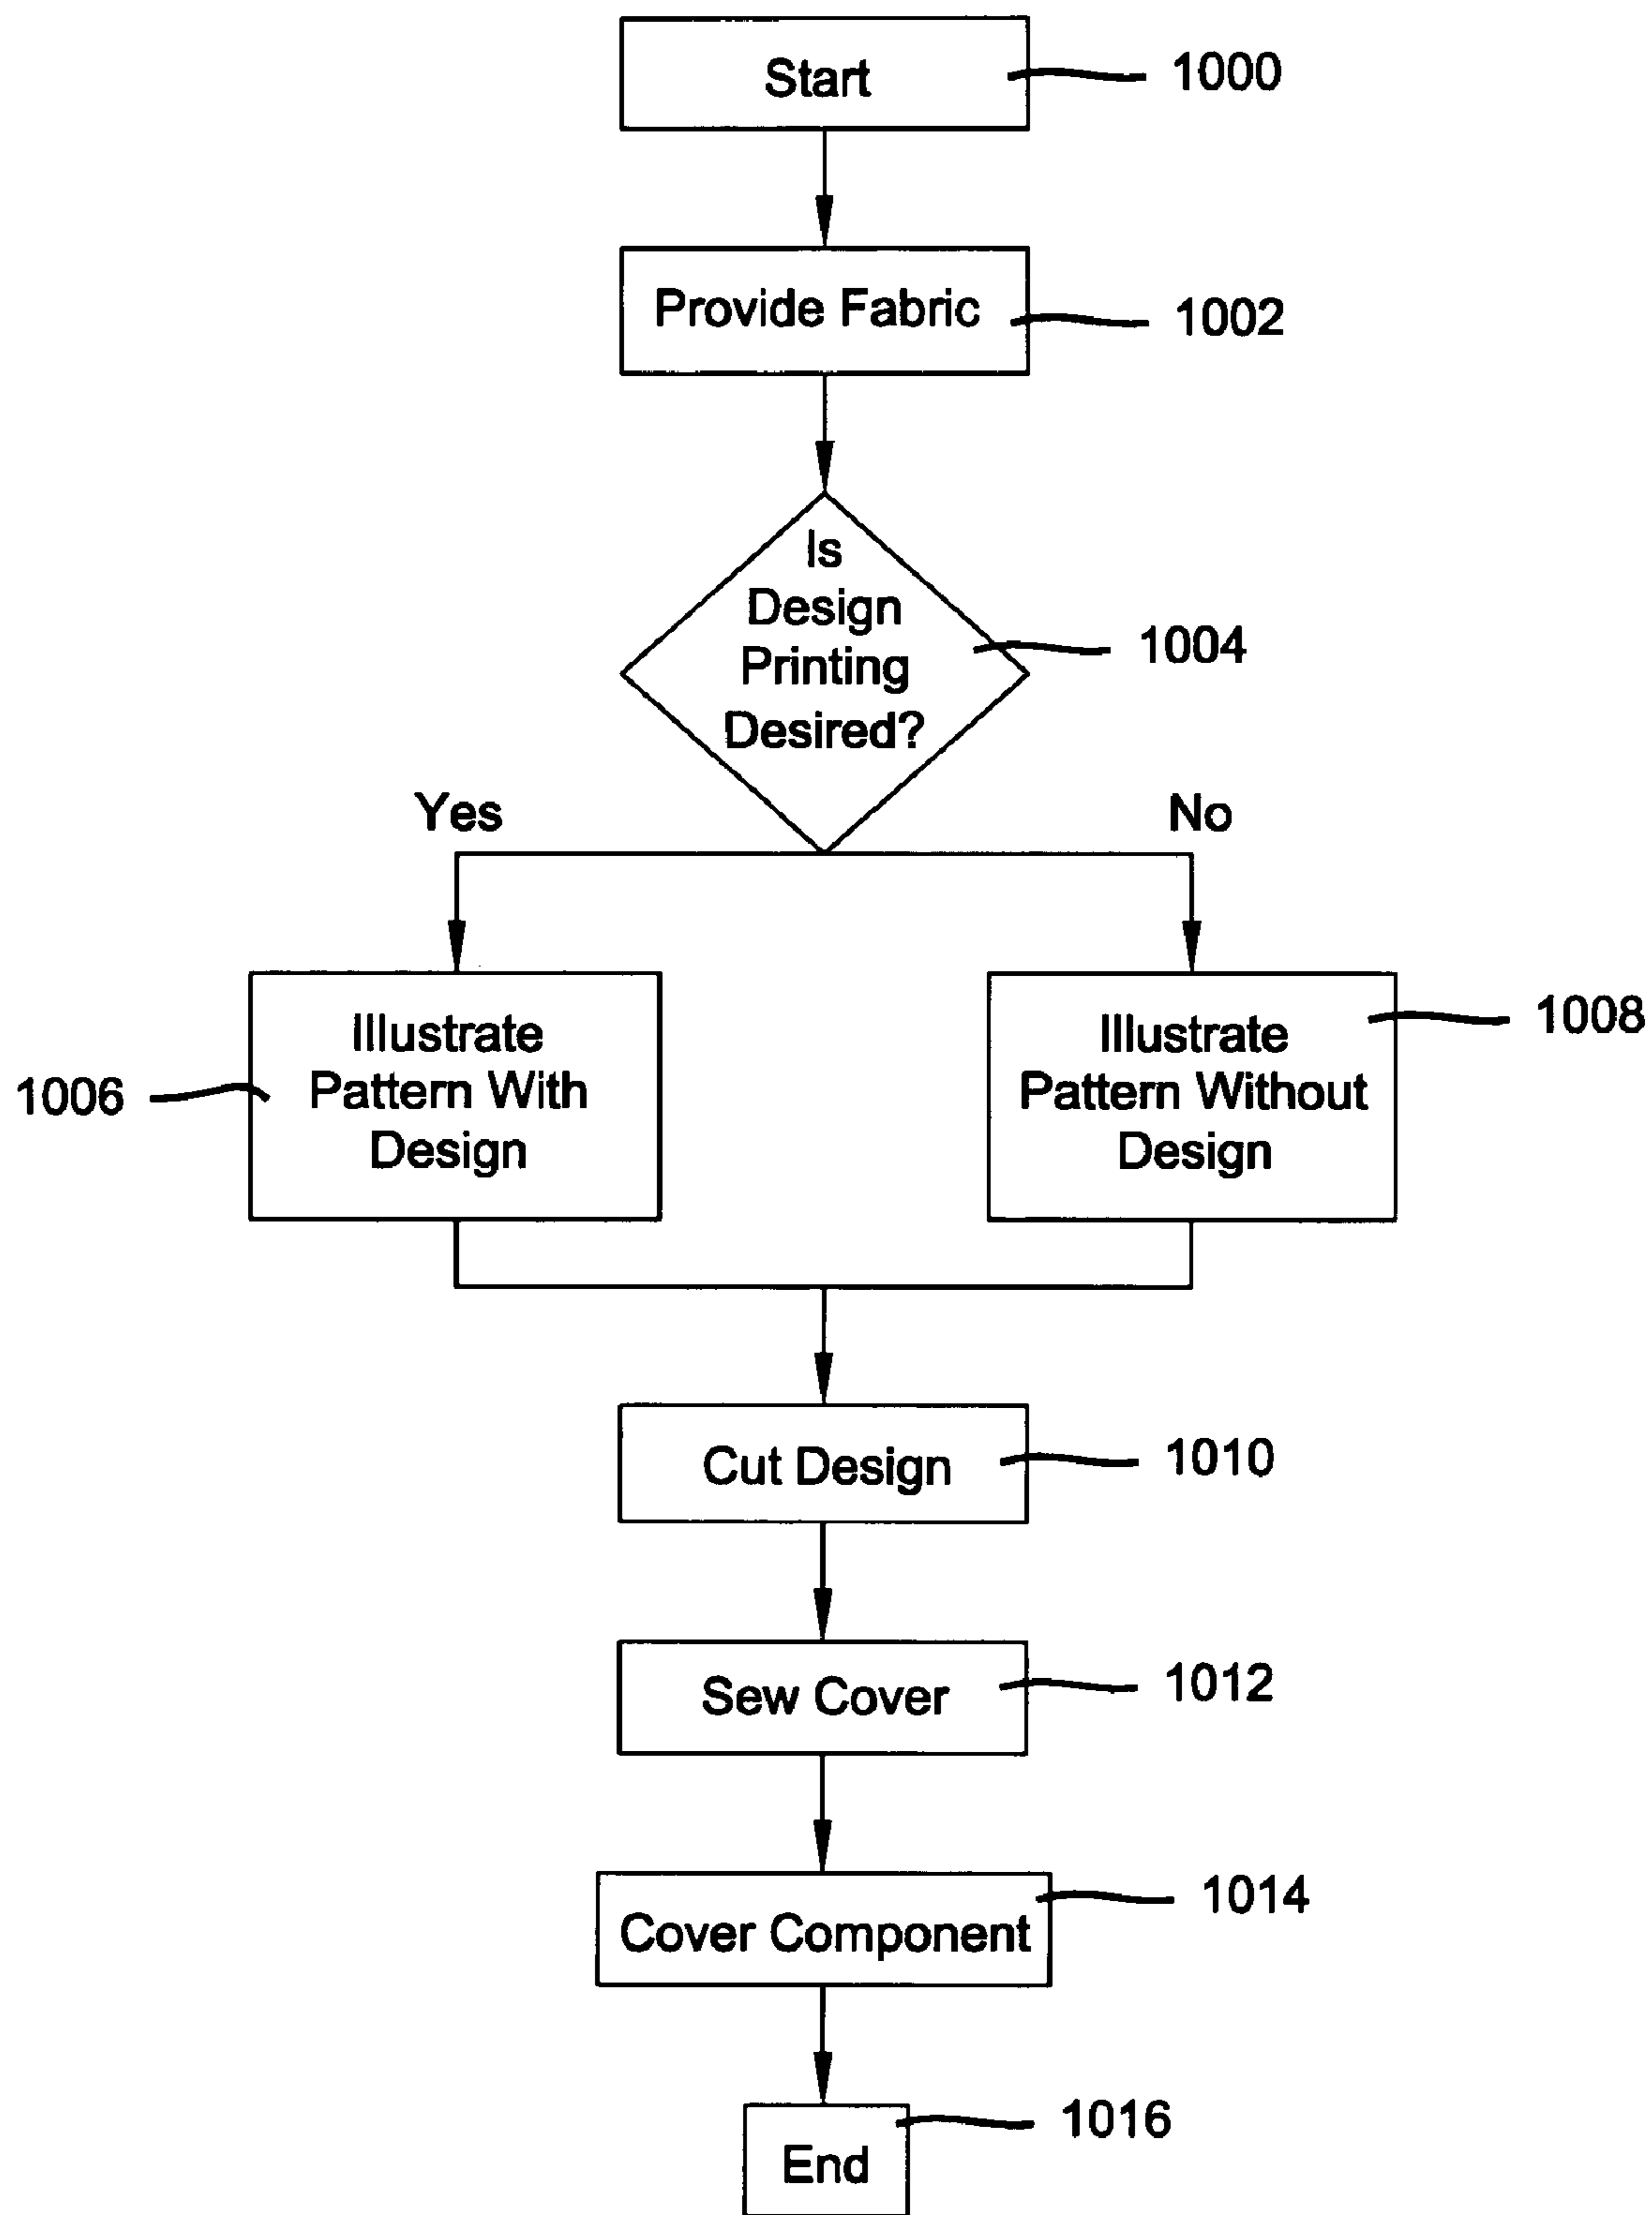 Start
1000
Provide Fabric
1002
Is
Design
Printing
Desired?
1004
Yes
No
1006
Illustrate
Pattern With
Design
Illustrate
Pattern Without
Design
1008
Cut Design
1010
Sew Cover
1012
Cover Component
1014
End
1016